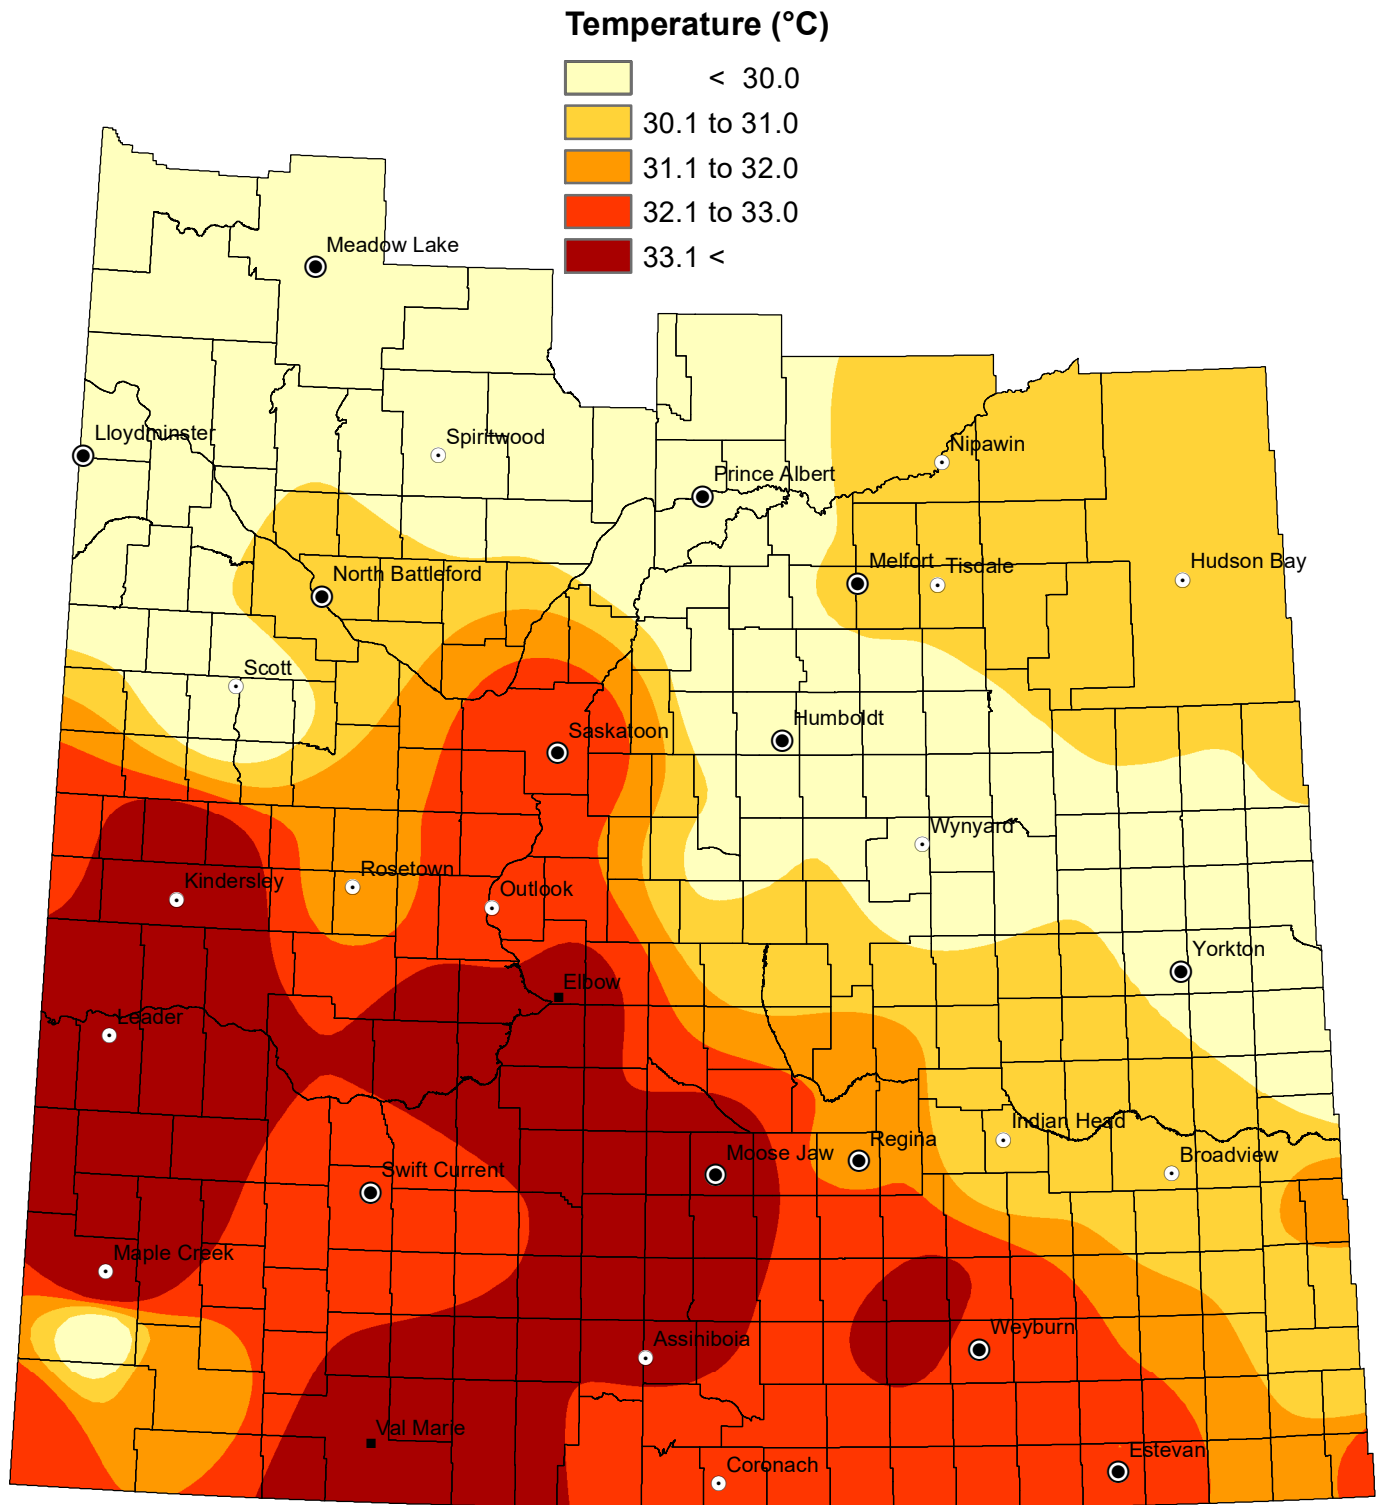 Temperature (°C)
< 30.0
30.1 to 31.0
31.1 to 32.0
32.1 to 33.0
33.1 <
Meadow Lake
Lloydminster
Spiritwood
Nipawin
Prince Albert
North Battleford
Melfort
Tisdale
Hudson Bay
Scott
Saskatoon
Humboldt
Wynyard
Kindersley
Rosetown
Outlook
Yorkton
Elbow
Leader
Indian Head
Regina
Moose Jaw
Broadview
Swift Current
Maple Creek
Assiniboia
Weyburn
Val Marie
Coronach
Estevan